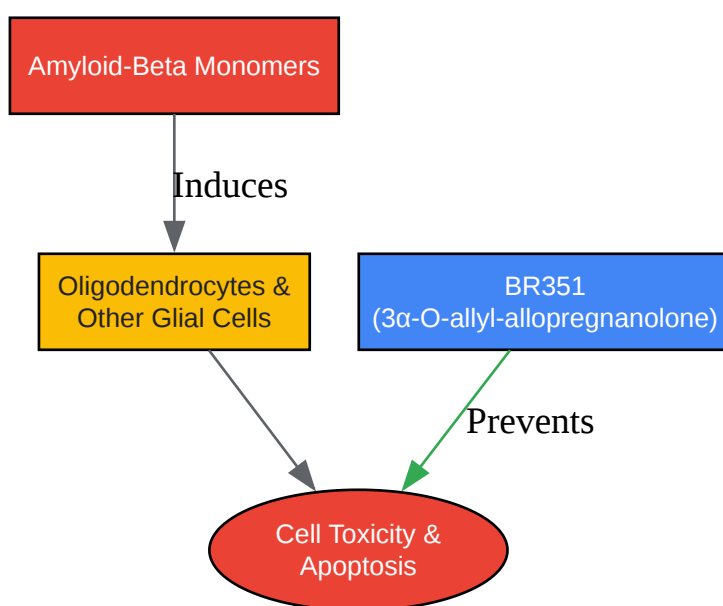 Amyloid-Beta Monomers
Induces
Oligodendrocytes &
Other Glial Cells
BR351
(3α-O-allyl-allopregnanolone)
Prevents
Cell Toxicity &
Apoptosis